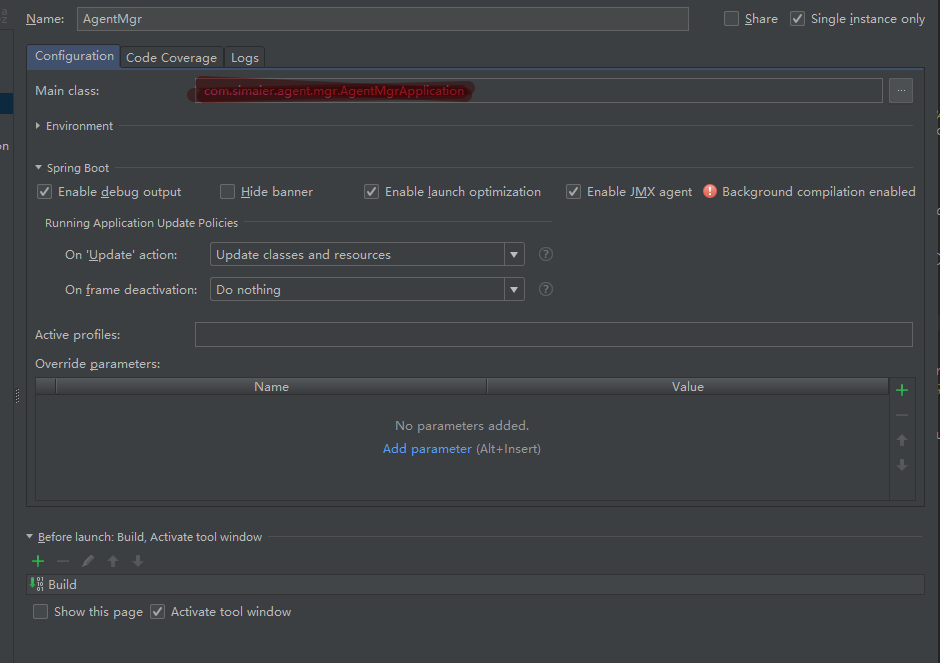 Name: AgentMgr Share Single instance only
Configuration Code Coverage Logs
Main class: com.simaier.agent.mgr.AgentMgrApplication ...
Environment
Spring Boot
Enable debug output Hide banner Enable launch optimization Enable JMX agent Background compilation enabled
Running Application Update Policies
On 'Update' action: Update classes and resources ?
On frame deactivation: Do nothing ?
Active profiles:
Override parameters:
Name Value
No parameters added.
Add parameter (Alt+Insert)
Before launch: Build, Activate tool window
Build
Show this page Activate tool window